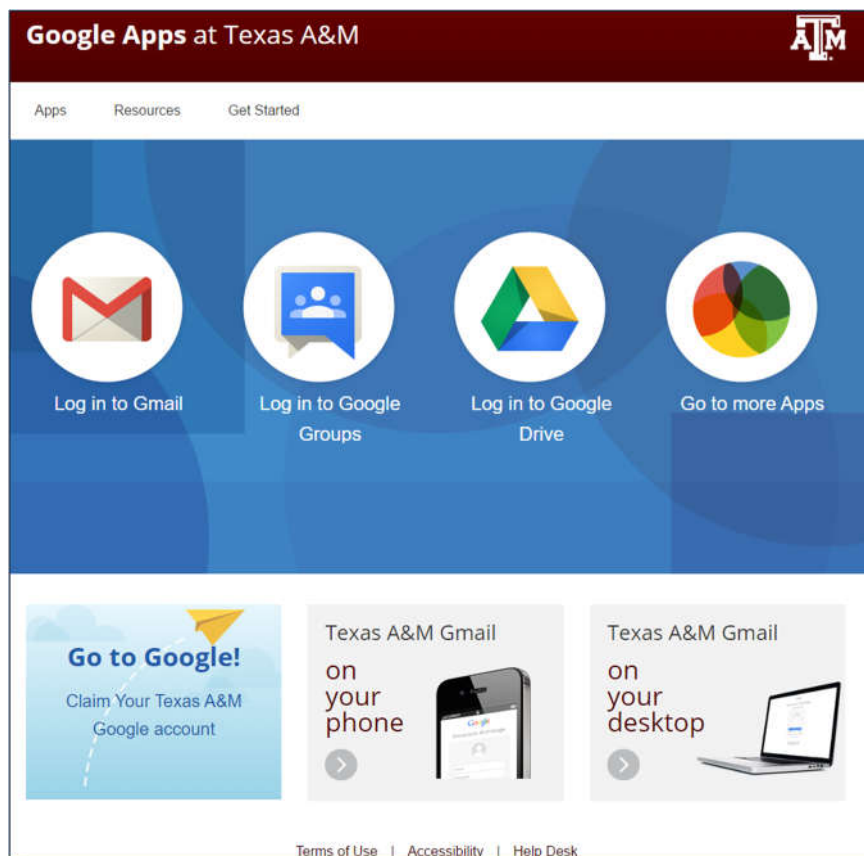 Google Apps at Texas A&M
ATM
Apps Resources Get Started
Log in to Gmail
Log in to Google
Groups
Log in to Google
Drive
Go to more Apps
Go to Google!
Claim Your Texas A&M
Google account
Texas A&M Gmail
on
your
phone
Google
Texas A&M Gmail
on
your
desktop
Terms of Use | Accessibility | Help Desk